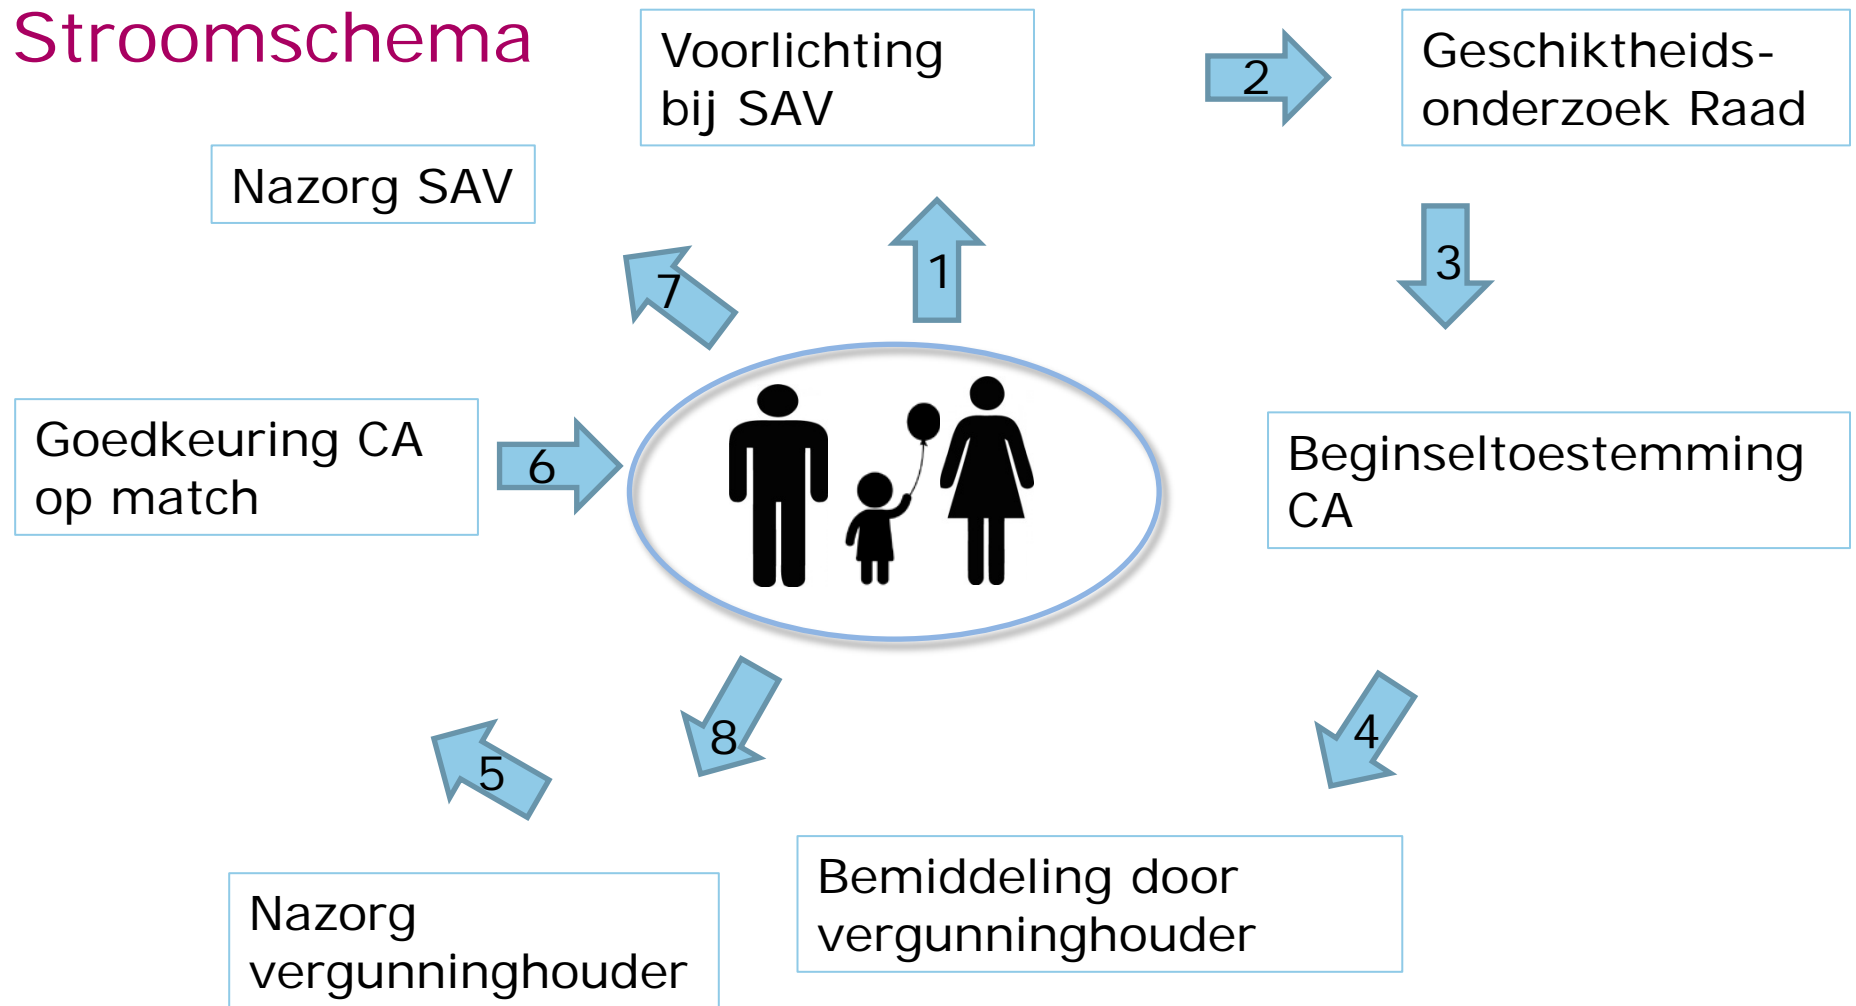 Stroomschema
Voorlichting
bij SAV
2
Geschiktheids-
onderzoek Raad
Nazorg SAV
7
1
3
Goedkeuring CA
op match
6
Beginseltoestemming
CA
5
8
4
Nazorg
vergunninghouder
Bemiddeling door
vergunninghouder